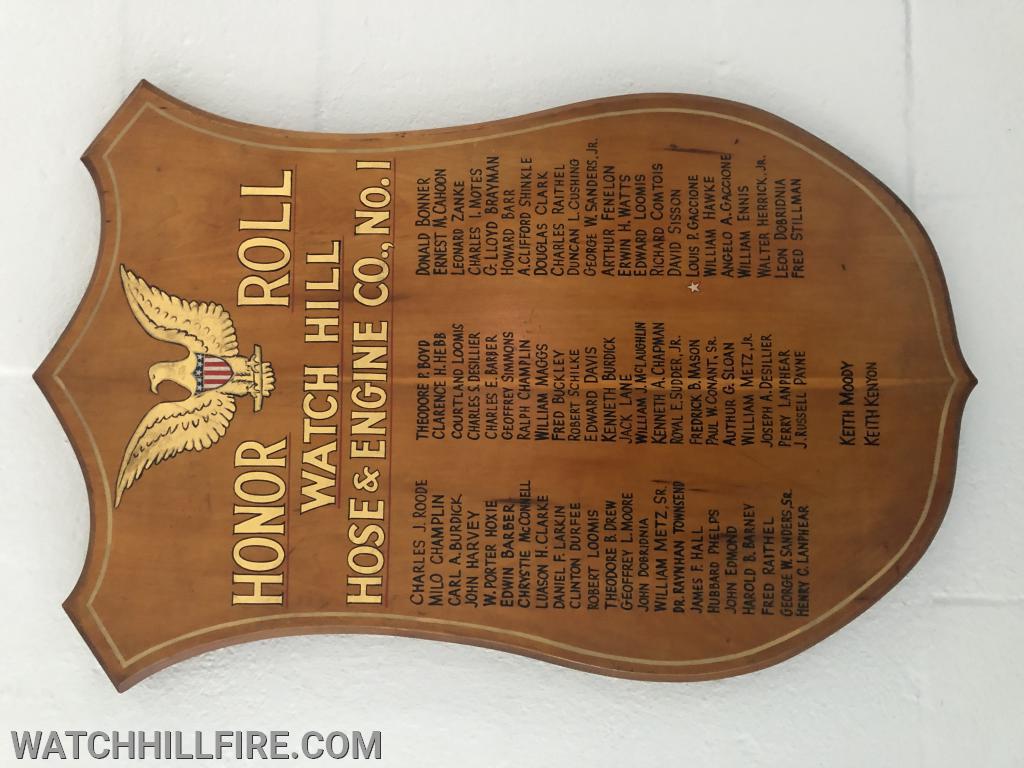 HONOR ROLL
WATCH HILL
HOSE & ENGINE CO., No. 1
CHARLES J. ROODE
MILO CHAMPLIN
CARL A. BURDICK
JOHN HARVEY
W. PORTER HOXIE
EDWIN BARBER
CHRYSTIE McCONNELL
LUASON H. CLARKE
DANIEL F. LARKIN
CLINTON DURFEE
ROBERT LOOMIS
THEODORE B. DREW
GEOFFREY L. MOORE
JOHN DORIDNIA
WILLIAM METZ, SR.
DR. RAYNHAN TOWNSEND
JAMES F. HALL
HUBBARD PHELPS
JOHN EDMOND
HAROLD B. BARNEY
FRED RAITHEL
GEORGE W. SANDERS, SR.
HENRY C. LANPHEAR
THEODORE P. BOYD
CLARENCE H. HEBB
COURTLAND LOOMIS
CHARLES DESILLIER
CHARLES E. BARBER
GEOFFREY SIMMONS
RALPH CHAMPLIN
WILLIAM MAGGS
FRED BUCKLEY
ROBERT SCHILKE
EDWARD DAVIS
KENNETH BURDICK
JACK LANE
WILLIAM J. McLAUGHLIN
KENNETH A. CHAPMAN
ROYAL E. SUDDER, JR.
FREDRICK B. MASON
PAUL W. CONANT, SR.
AUTHUR G. SLOAN
WILLIAM METZ, JR.
JOSEPH A. DESILLIER
PERRY LANPHEAR
J. RUSSELL PAYNE
KEITH MOODY
KEITH KENYON
DONALD BONNER
ERNEST M. CAHOON
LEONARD ZANKE
CHARLES I. MOTES
G. LLOYD BRAYMAN
HOWARD BARR
A. CLIFFORD SHINKLE
DOUGLAS CLARK
CHARLES RAITHEL
DUNCAN L. CUSHING
GEORGE W. SANDERS, JR.
ARTHUR FENELON
ERWIN H. WATTS
EDWARD LOOMIS
RICHARD COMTOIS
DAVID SISSON
LOUIS P. GACCIONE
WILLIAM HAWKE
ANGELO A. GACCIONE
WILLIAM ENNIS
WALTER HERRICK, JR.
LEON DORIDNIA
FRED STILLMAN
WATCHHILLFIRE.COM